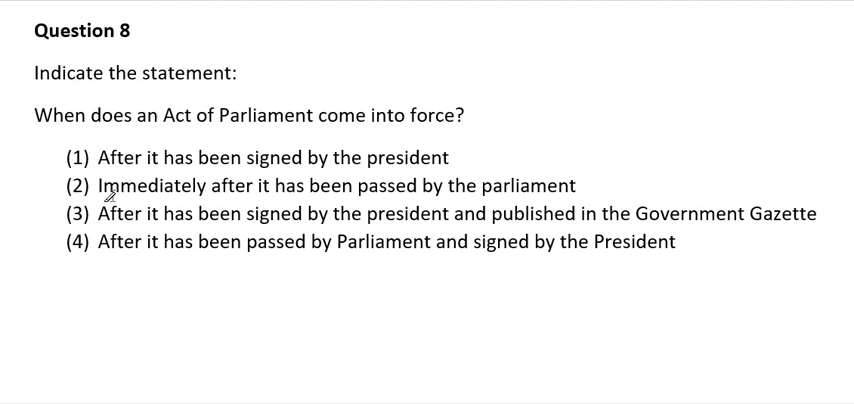 Question 8
Indicate the statement:
When does an Act of Parliament come into force?
(1) After it has been signed by the president
(2) Immediately after it has been passed by the parliament
(3) After it has been signed by the president and published in the Government Gazette
(4) After it has been passed by Parliament and signed by the President